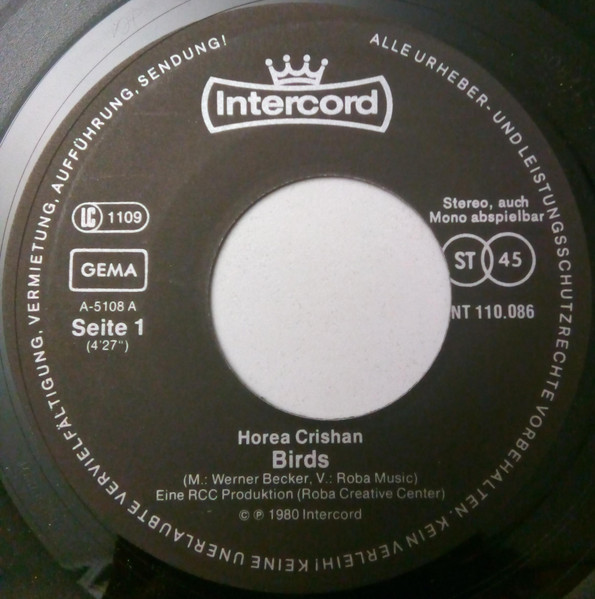 ALLE URHEBER- UND LEISTUNGSSCHUTZRECHTE VORBEHALTEN. KEIN VERLEIH! KEINE UNERLAUBTE VERVIELFÄLTIGUNG, VERMIETUNG, AUFFÜHRUNG, SENDUNG!
Intercord
LC 1109
GEMA
A-5108 A
Seite 1
(4'27")
Stereo, auch
Mono abspielbar
ST 45
NT 110.086
Horea Crishan
Birds
(M.: Werner Becker, V.: Roba Music)
Eine RCC Produktion (Roba Creative Center)
© ℗ 1980 Intercord